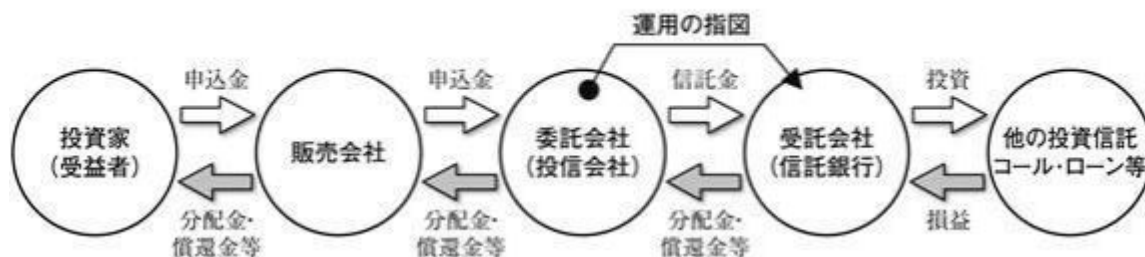 運用の指図
申込金
申込金
信託金
投資
投資家
(受益者)
販売会社
委託会社
(投信会社)
受託会社
(信託銀行)
他の投資信託
コール・ローン等
分配金・
償還金等
分配金・
償還金等
分配金・
償還金等
損益